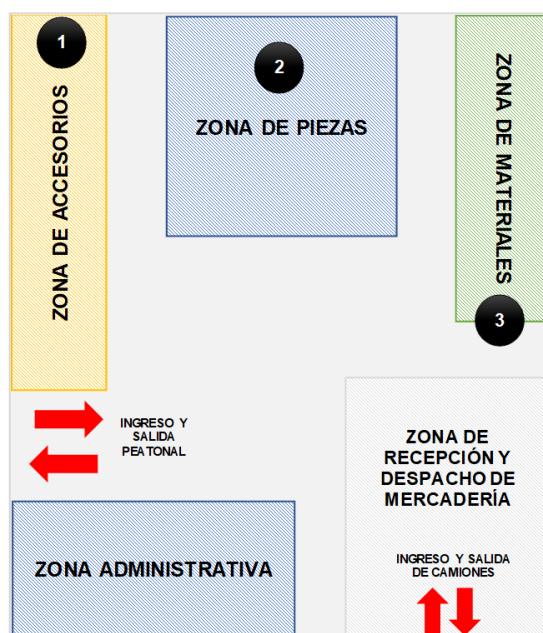 1
ZONA DE ACCESORIOS
2
ZONA DE PIEZAS
ZONA DE MATERIALES
3
INGRESO Y
SALIDA
PEATONAL
ZONA DE
RECEPCIÓN Y
DESPACHO DE
MERCADERÍA
INGRESO Y SALIDA
DE CAMIONES
ZONA ADMINISTRATIVA